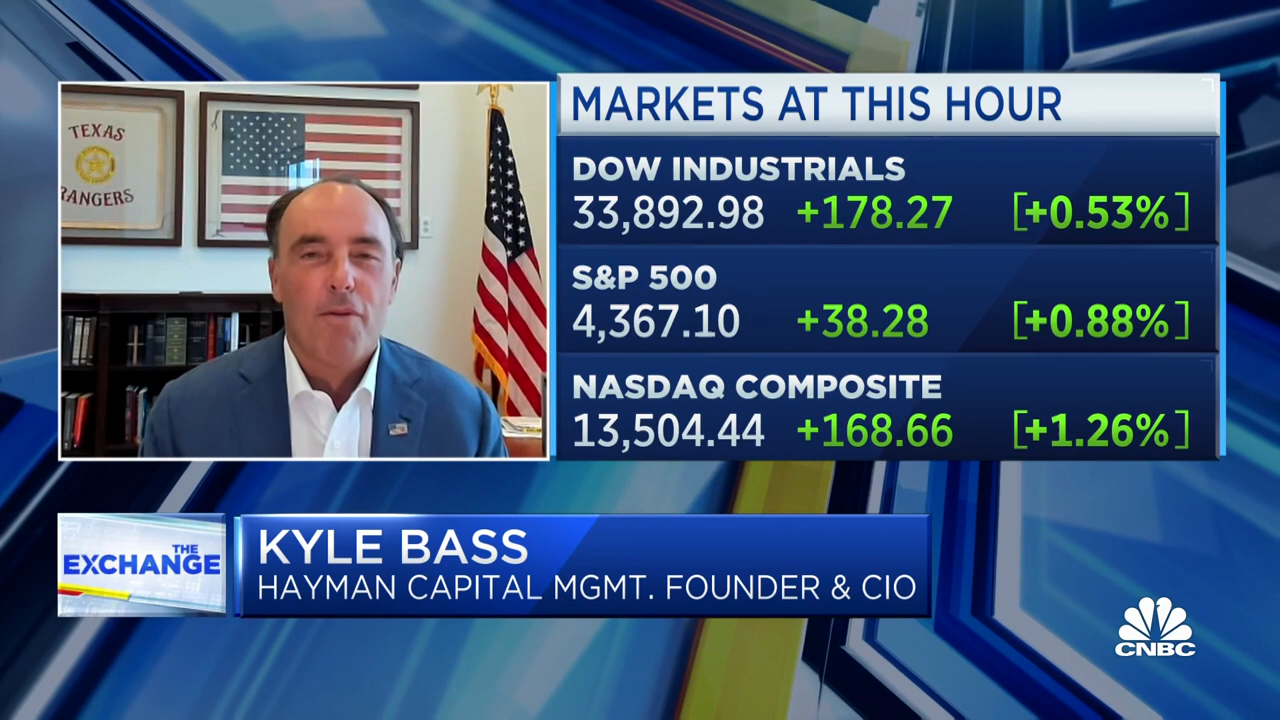 TEXAS
RANGERS
MARKETS AT THIS HOUR
DOW INDUSTRIALS
33,892.98 +178.27 [+0.53%]
S&P 500
4,367.10 +38.28 [+0.88%]
NASDAQ COMPOSITE
13,504.44 +168.66 [+1.26%]
THE
EXCHANGE
KYLE BASS
HAYMAN CAPITAL MGMT. FOUNDER & CIO
CNBC